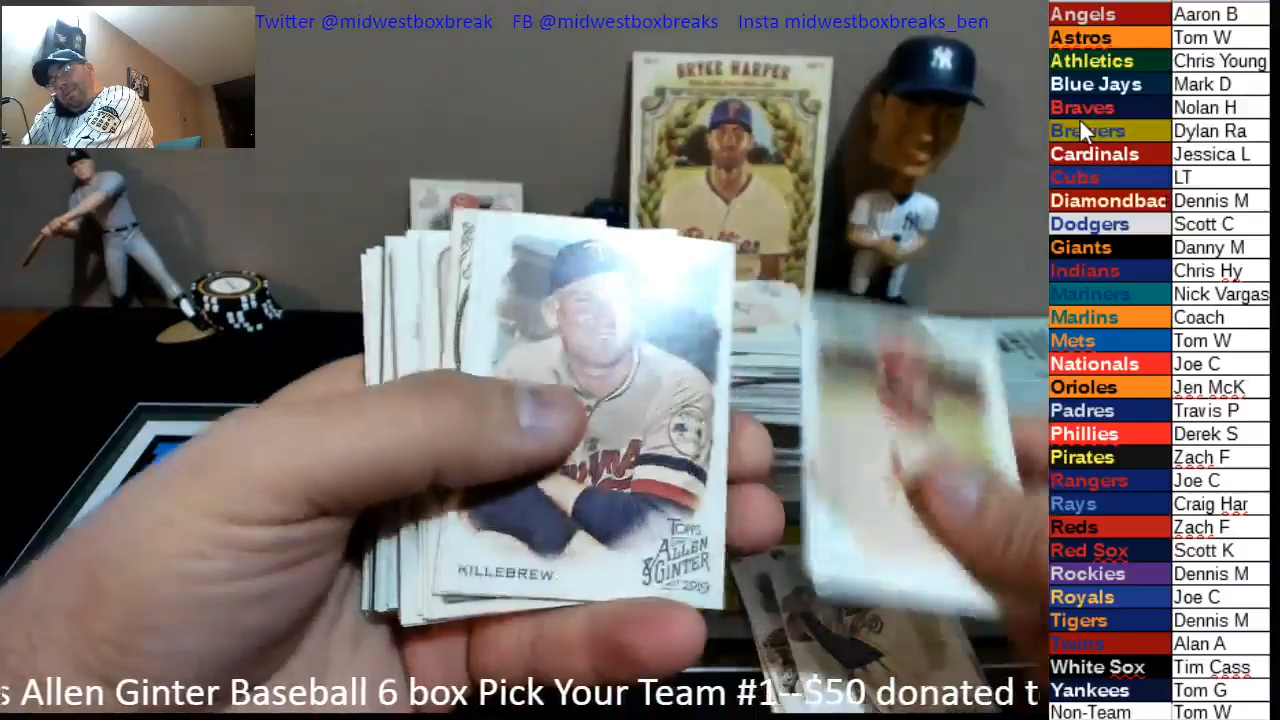 Twitter @midwestboxbreak FB @midwestboxbreaks Insta midwestboxbreaks_ben
BRYCE HARPER
KILLEBREW
TOPPS
ALLEN
& GINTER
2019
Angels Aaron B
Astros Tom W
Athletics Chris Young
Blue Jays Mark D
Braves Nolan H
Brewers Dylan Ra
Cardinals Jessica L
Cubs LT
Diamondbac Dennis M
Dodgers Scott C
Giants Danny M
Indians Chris Hy
Mariners Nick Vargas
Marlins Coach
Mets Tom W
Nationals Joe C
Orioles Jen McK
Padres Travis P
Phillies Derek S
Pirates Zach F
Rangers Joe C
Rays Craig Har
Reds Zach F
Red Sox Scott K
Rockies Dennis M
Royals Joe C
Tigers Dennis M
Twins Alan A
White Sox Tim Cass
Yankees Tom G
Non-Team Tom W
s Allen Ginter Baseball 6 box Pick Your Team #1--$50 donated t